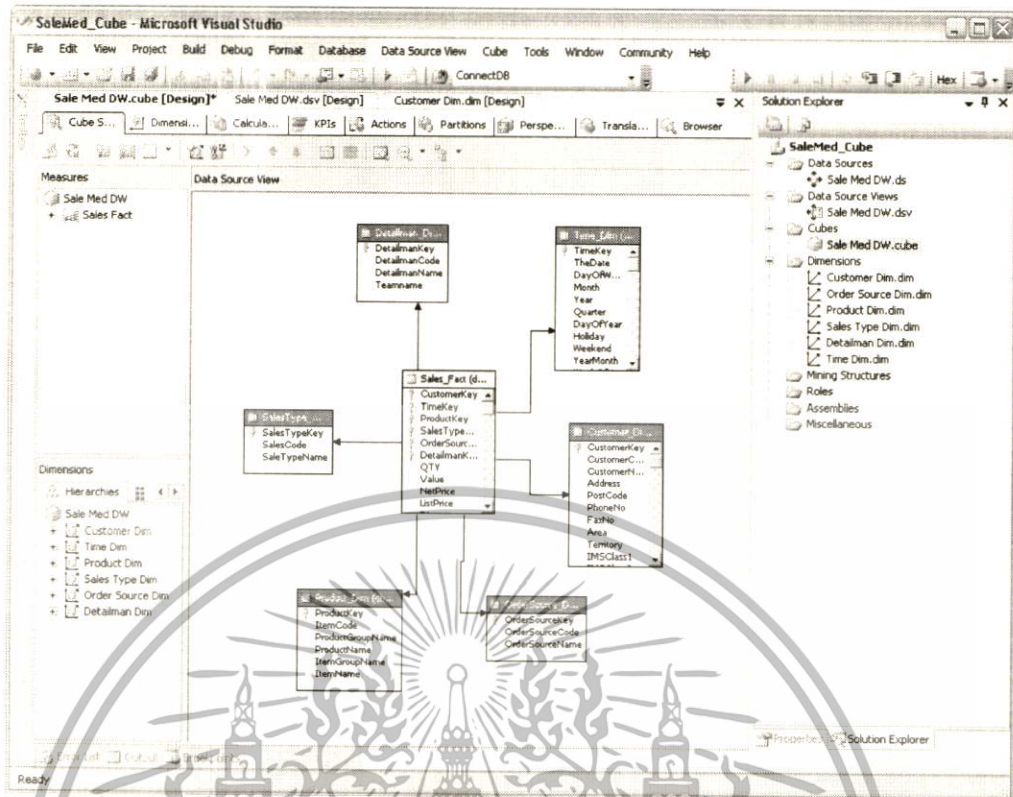 SaleMed_Cube - Microsoft Visual Studio
File Edit View Project Build Debug Format Database Data Source View Cube Tools Window Community Help
ConnectDB
Hex
Sale Med DW.cube [Design]* Sale Med DW.dsv [Design] Customer Dim.dim [Design]
Cube S... Dimensi... Calcula... KPIs Actions Partitions Perspe... Transla... Browser
Measures
Sale Med DW
Sales Fact
Dimensions
Hierarchies
Sale Med DW
Customer Dim
Time Dim
Product Dim
Sales Type Dim
Order Source Dim
Detailman Dim
Data Source View
Detailman_Di...
DetailmanKey
DetailmanCode
DetailmanName
Teamname
Time_Dim (...
TimeKey
TheDate
DayOfW...
Month
Year
Quarter
DayOfYear
Holiday
Weekend
YearMonth
Sales_Fact (d...
CustomerKey
TimeKey
ProductKey
SalesType...
OrderSourc...
DetailmanK...
QTY
Value
NetPrice
ListPrice
SalesType_...
SalesTypeKey
SalesCode
SaleTypeName
Customer_Di...
CustomerKey
CustomerC...
CustomerN...
Address
PostCode
PhoneNo
FaxNo
Area
Territory
IMSClass1
Product_Dim
ProductKey
ItemCode
ProductGroupName
ProductName
ItemGroupName
ItemName
OrderSource_D...
OrderSourceKey
OrderSourceCode
OrderSourceName
Solution Explorer
SaleMed_Cube
Data Sources
Sale Med DW.ds
Data Source Views
Sale Med DW.dsv
Cubes
Sale Med DW.cube
Dimensions
Customer Dim.dim
Order Source Dim.dim
Product Dim.dim
Sales Type Dim.dim
Detailman Dim.dim
Time Dim.dim
Mining Structures
Roles
Assemblies
Miscellaneous
Properties Solution Explorer
Error List Output
Ready